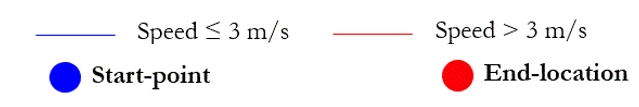 Speed ≤ 3 m/s Speed > 3 m/s
Start-point End-location